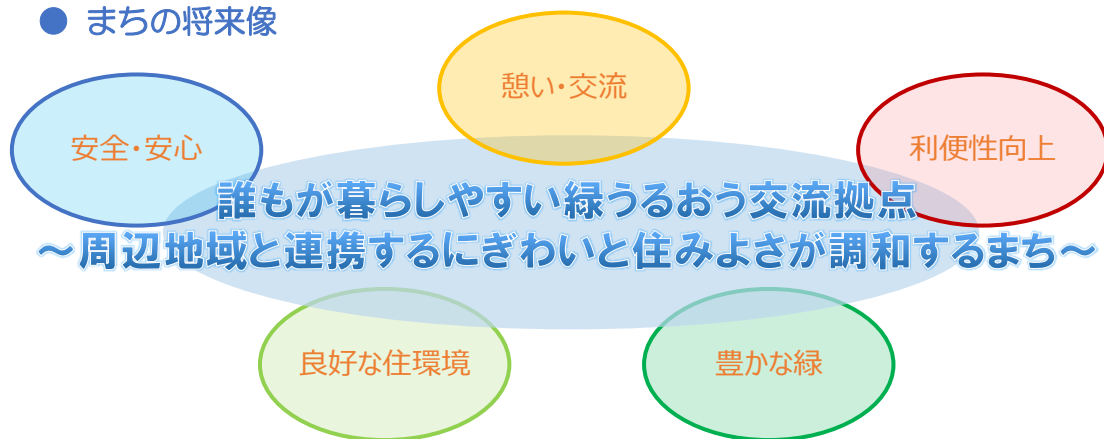 ● まちの将来像
憩い・交流
安全・安心
利便性向上
誰もが暮らしやすい緑うるおう交流拠点
～周辺地域と連携するにぎわいと住みよさが調和するまち～
良好な住環境
豊かな緑